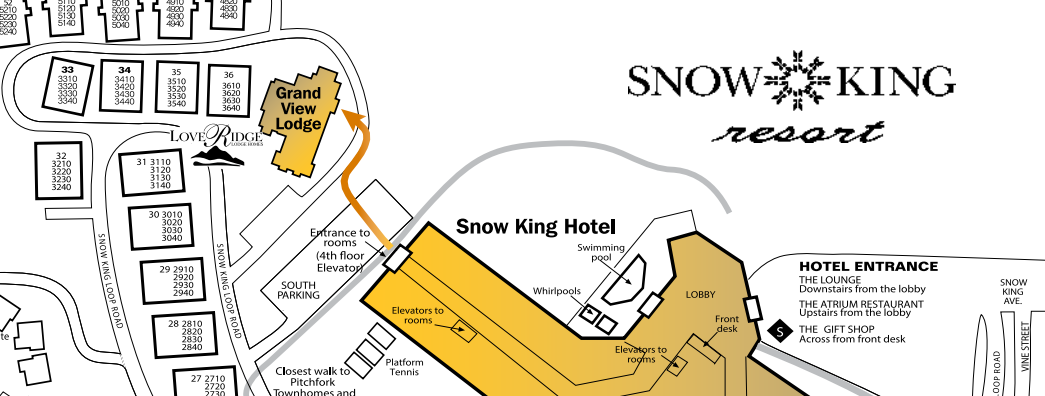 52
5210
5220
5230
5240
5110
5120
5130
5140
5010
5020
5030
5040
4910
4920
4930
4940
4820
4830
4840
33
3310
3320
3330
3340
34
3410
3420
3430
3440
35
3510
3520
3530
3540
36
3610
3620
3630
3640
Grand
View
Lodge
SNOW KING
resort
LOVE RIDGE
LODGE HOMES
32
3210
3220
3230
3240
31 3110
3120
3130
3140
30 3010
3020
3030
3040
29 2910
2920
2930
2940
28 2810
2820
2830
2840
27 2710
2720
2730
SNOW KING LOOP ROAD
SNOW KING LOOP ROAD
Entrance to
rooms
(4th floor
Elevator)
SOUTH
PARKING
Snow King Hotel
Swimming
pool
Whirlpools
LOBBY
Elevators to
rooms
Front
desk
Elevators to
rooms
Platform
Tennis
Closest walk to
Pitchfork
Townhomes and
HOTEL ENTRANCE
THE LOUNGE
Downstairs from the lobby
THE ATRIUM RESTAURANT
Upstairs from the lobby
S
THE GIFT SHOP
Across from front desk
SNOW
KING
AVE.
LOOP ROAD
VINE STREET
te